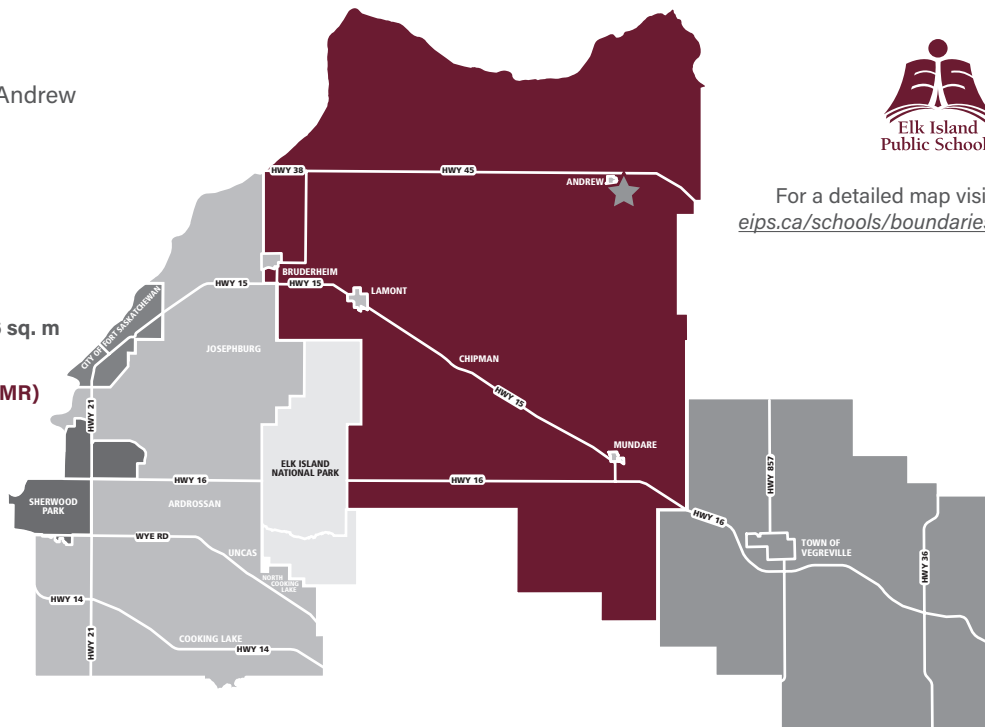 Andrew
Elk Island
Public School
For a detailed map visi
eips.ca/schools/boundaries
HWY 38
HWY 45
ANDREW
BRUDERHEIM
HWY 15
HWY 15
LAMONT
CITY OF FORT SASKATCHEWAN
sq. m
JOSEPHBURG
CHIPMAN
MR)
HWY 15
HWY 21
MUNDARE
ELK ISLAND
NATIONAL PARK
HWY 857
HWY 16
HWY 16
SHERWOOD
PARK
ARDROSSAN
HWY 16
WYE RD
UNCAS
TOWN OF
VEGREVILLE
HWY 36
NORTH
COOKING
LAKE
HWY 14
HWY 21
COOKING LAKE
HWY 14